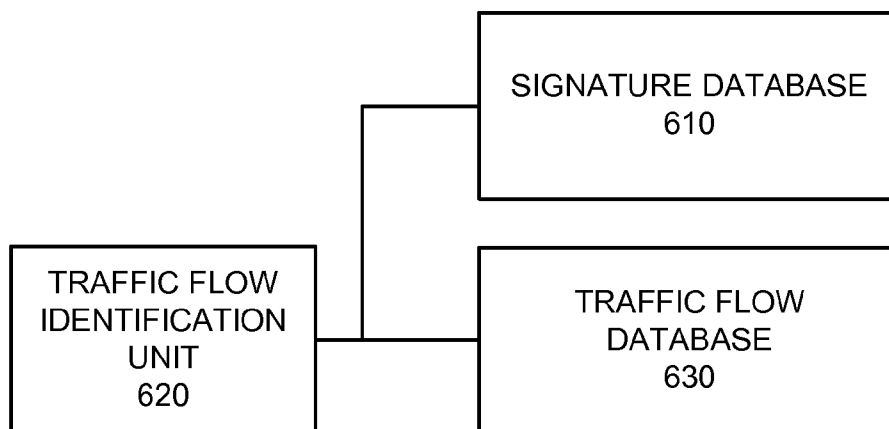 SIGNATURE DATABASE
610
TRAFFIC FLOW
IDENTIFICATION
UNIT
620
TRAFFIC FLOW
DATABASE
630